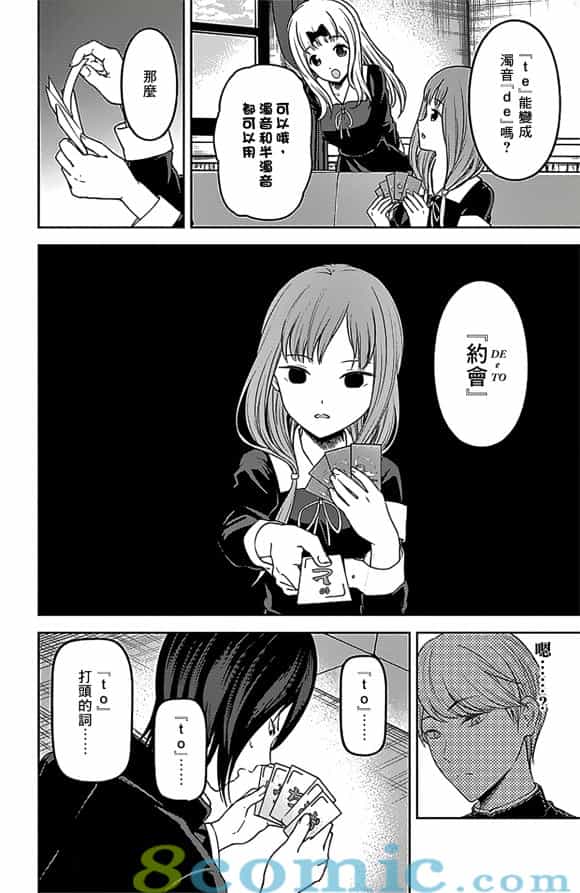 『te』能變成
濁音『de』嗎?
可以哦，
濁音和半濁音
都可以用
那麼
『約會』
DE
e
TO
デ
嗯……?
『to』……
『to』……
『to』
打頭的詞……
8comic.com